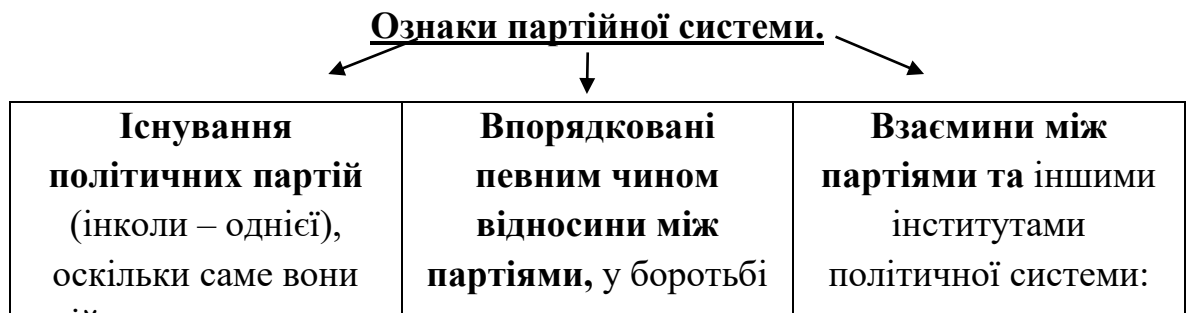 Ознаки партійної системи.
Існування
політичних партій
(інколи – однієї),
оскільки саме вони
Впорядковані
певним чином
відносини між
партіями, у боротьбі
Взаємини між
партіями та іншими
інститутами
політичної системи: